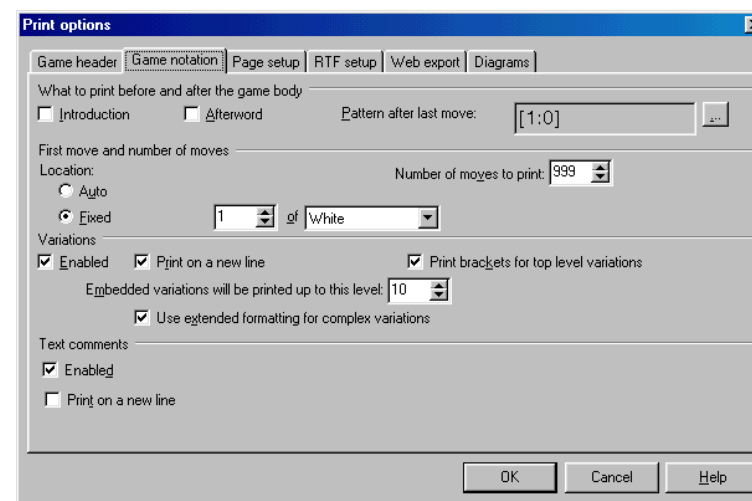 Print options
Game header Game notation Page setup RTF setup Web export Diagrams
What to print before and after the game body
Introduction Afterword Pattern after last move: [1:0] ...
First move and number of moves
Location: Number of moves to print: 999
Auto
Fixed 1 of White
Variations
Enabled Print on a new line Print brackets for top level variations
Embedded variations will be printed up to this level: 10
Use extended formatting for complex variations
Text comments
Enabled
Print on a new line
OK Cancel Help